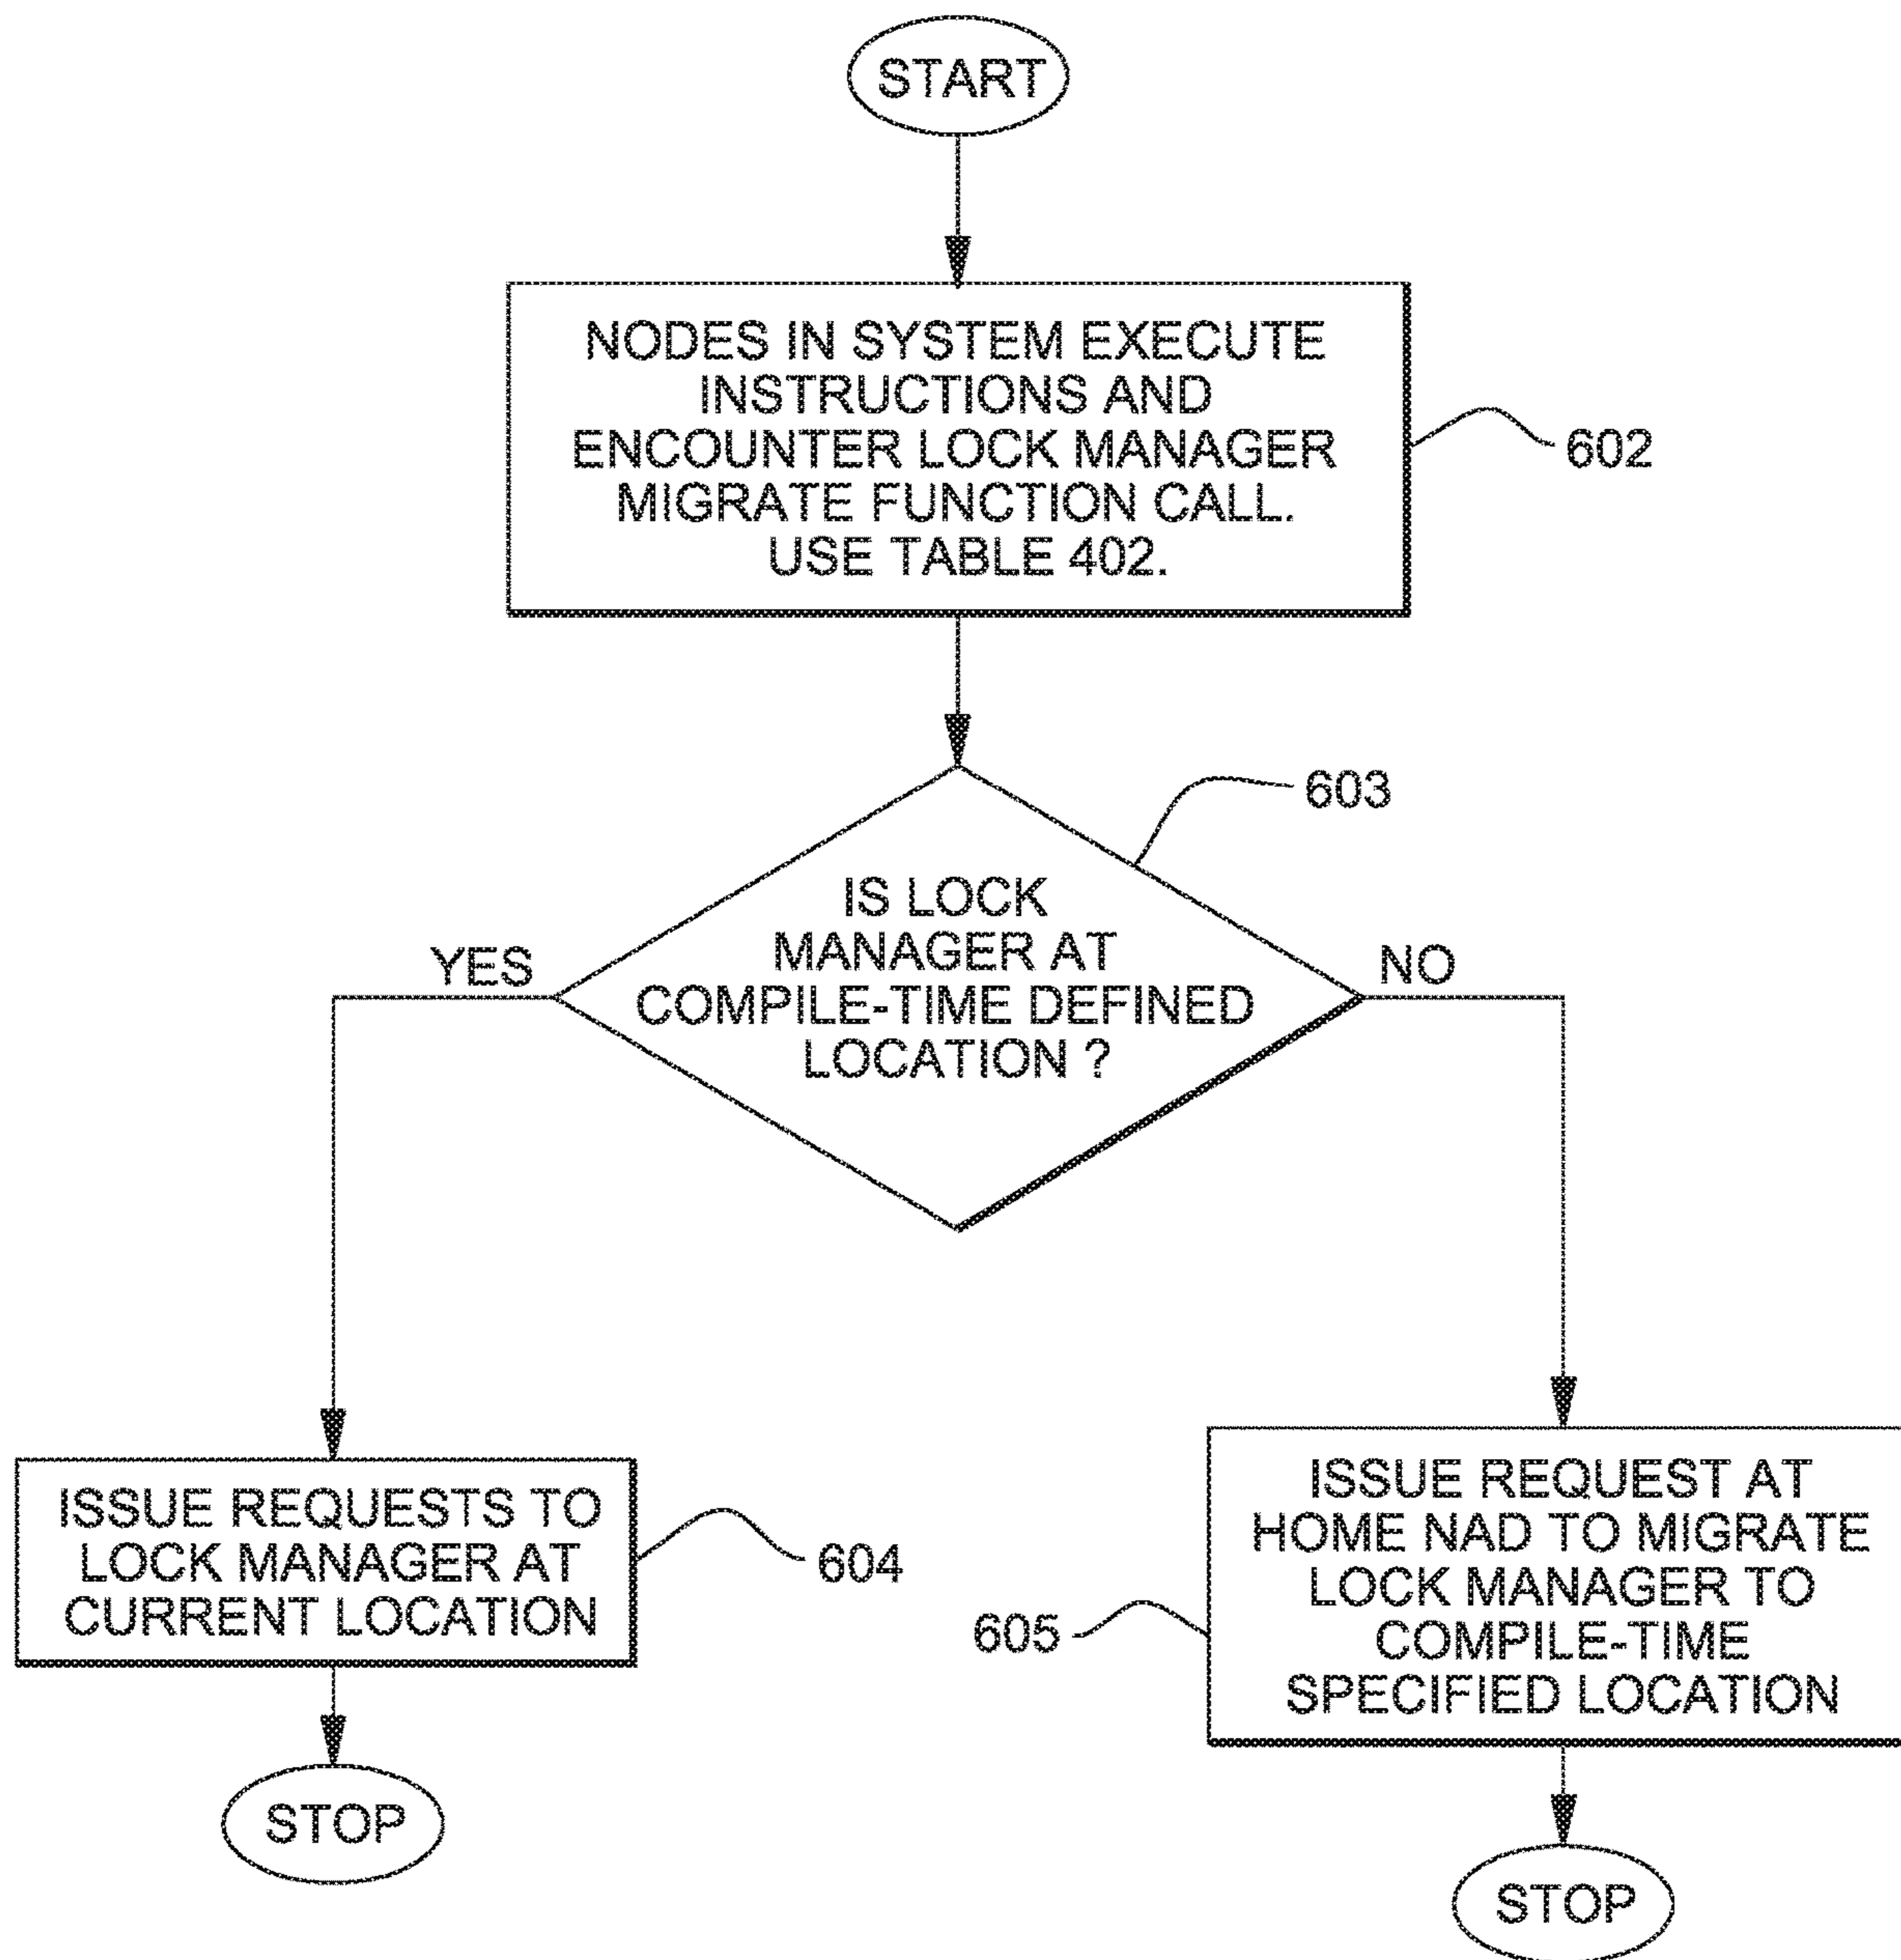 START
NODES IN SYSTEM EXECUTE
INSTRUCTIONS AND
ENCOUNTER LOCK MANAGER
MIGRATE FUNCTION CALL.
USE TABLE 402.
602
603
IS LOCK
MANAGER AT
COMPILE-TIME DEFINED
LOCATION ?
YES
NO
ISSUE REQUESTS TO
LOCK MANAGER AT
CURRENT LOCATION
604
ISSUE REQUEST AT
HOME NAD TO MIGRATE
LOCK MANAGER TO
COMPILE-TIME
SPECIFIED LOCATION
605
STOP
STOP